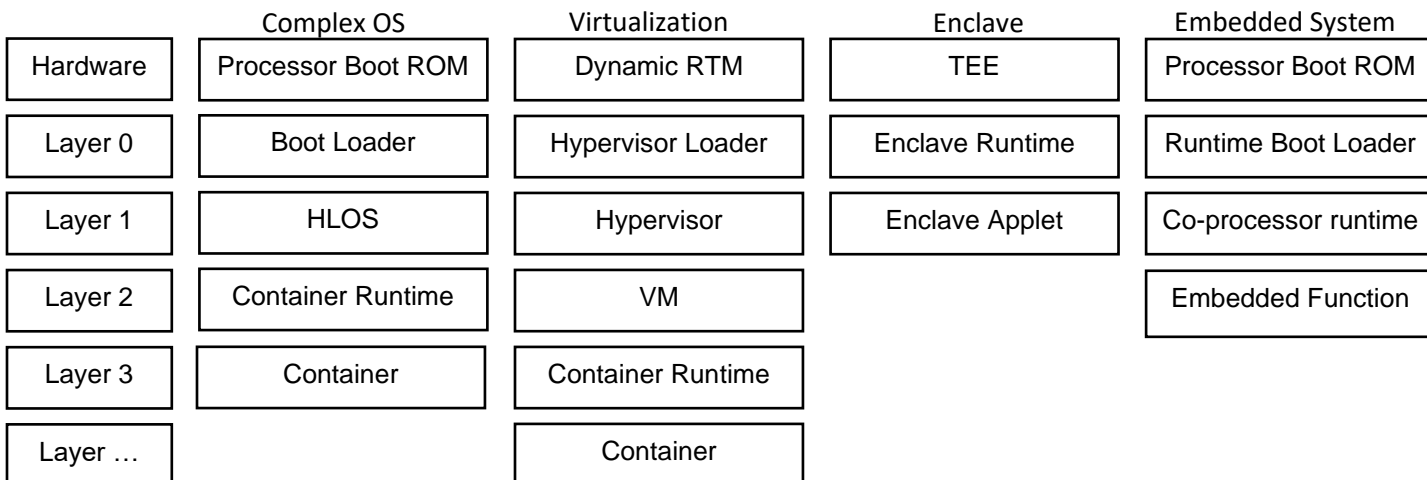 Complex OS Virtualization Enclave Embedded System
Hardware Processor Boot ROM Dynamic RTM TEE Processor Boot ROM
Layer 0 Boot Loader Hypervisor Loader Enclave Runtime Runtime Boot Loader
Layer 1 HLOS Hypervisor Enclave Applet Co-processor runtime
Layer 2 Container Runtime VM Embedded Function
Layer 3 Container Container Runtime
Layer … Container